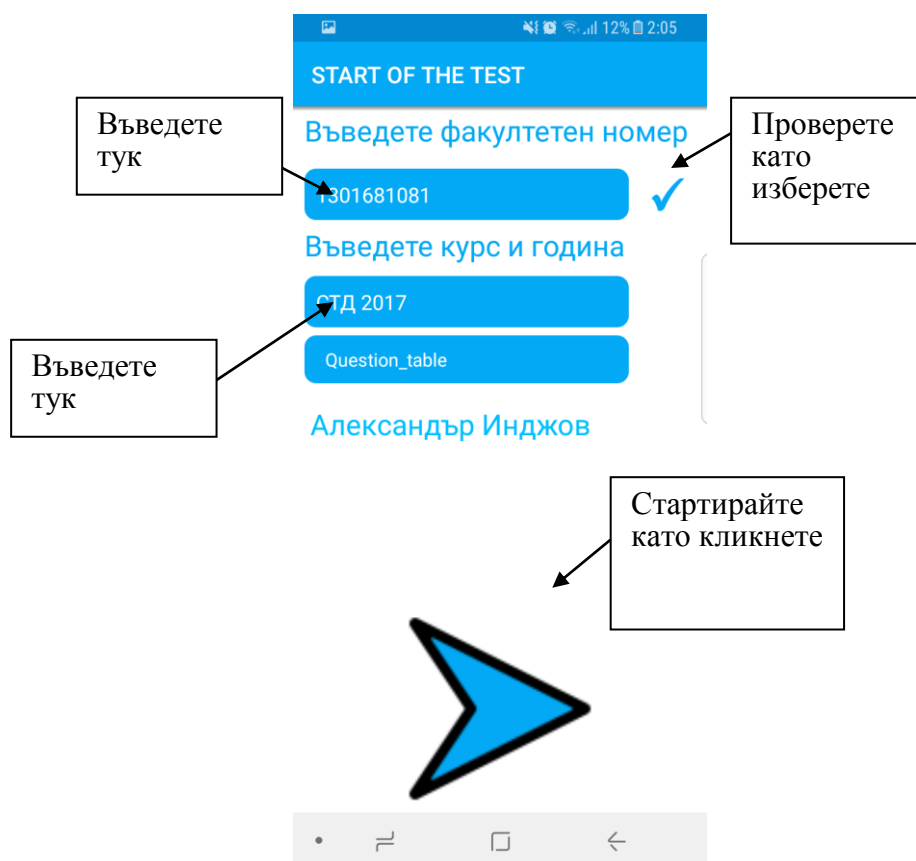 12% 2:05
START OF THE TEST
Въведете
тук
Въведете факултетен номер
Проверете
като
изберете
1301681081
Въведете курс и година
СТД 2017
Въведете
тук
Question_table
Александър Инджов
Стартирайте
като кликнете